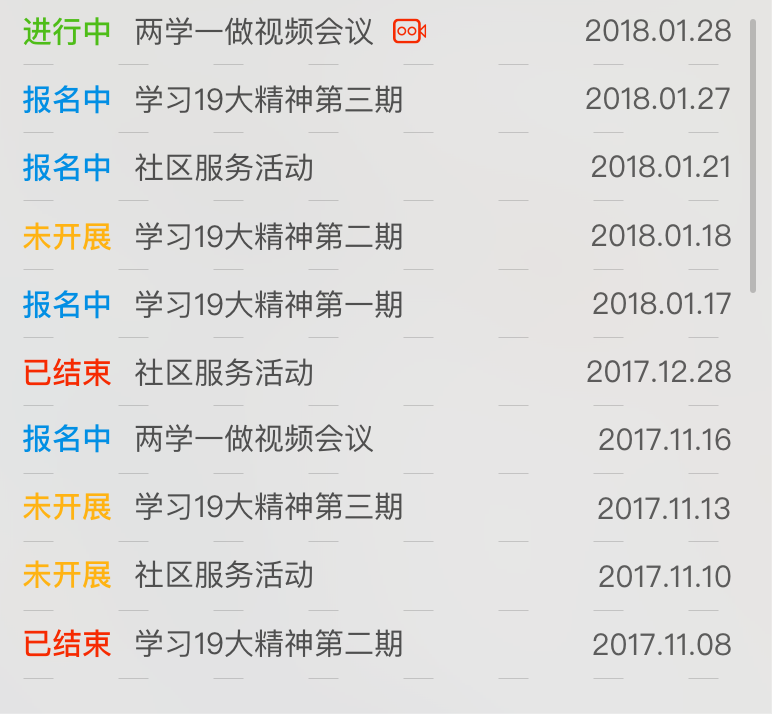 进行中 两学一做视频会议 2018.01.28
报名中 学习19大精神第三期 2018.01.27
报名中 社区服务活动 2018.01.21
未开展 学习19大精神第二期 2018.01.18
报名中 学习19大精神第一期 2018.01.17
已结束 社区服务活动 2017.12.28
报名中 两学一做视频会议 2017.11.16
未开展 学习19大精神第三期 2017.11.13
未开展 社区服务活动 2017.11.10
已结束 学习19大精神第二期 2017.11.08